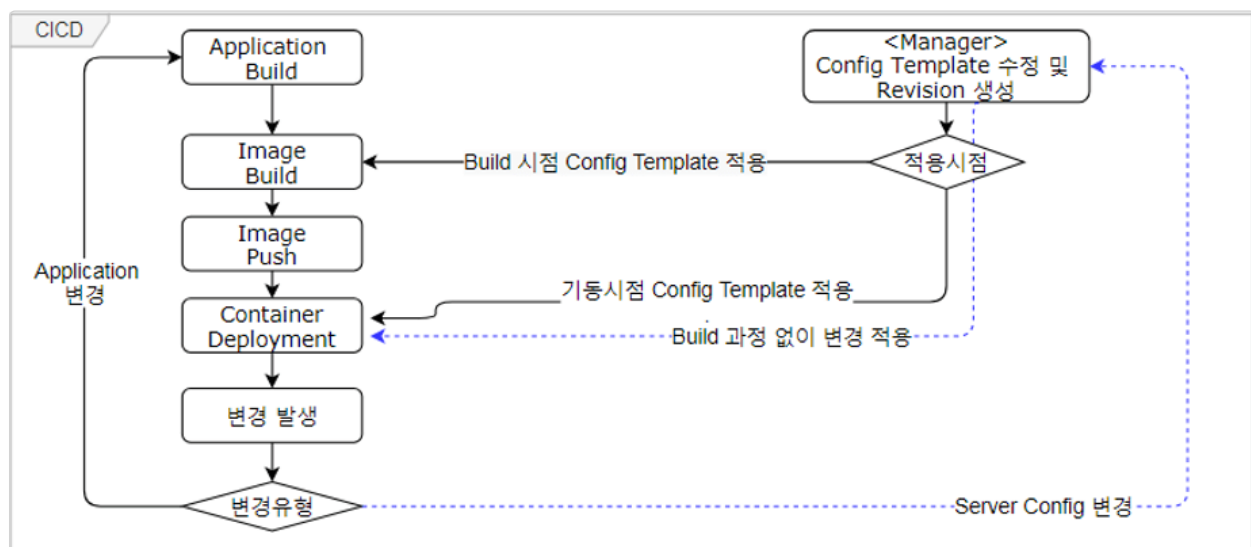 CICD
Application
Build
<Manager>
Config Template 수정 및
Revision 생성
Image
Build
Build 시점 Config Template 적용
적용시점
Image
Push
Application
변경
기동시점 Config Template 적용
Container
Deployment
Build 과정 없이 변경 적용
변경 발생
변경유형
Server Config 변경